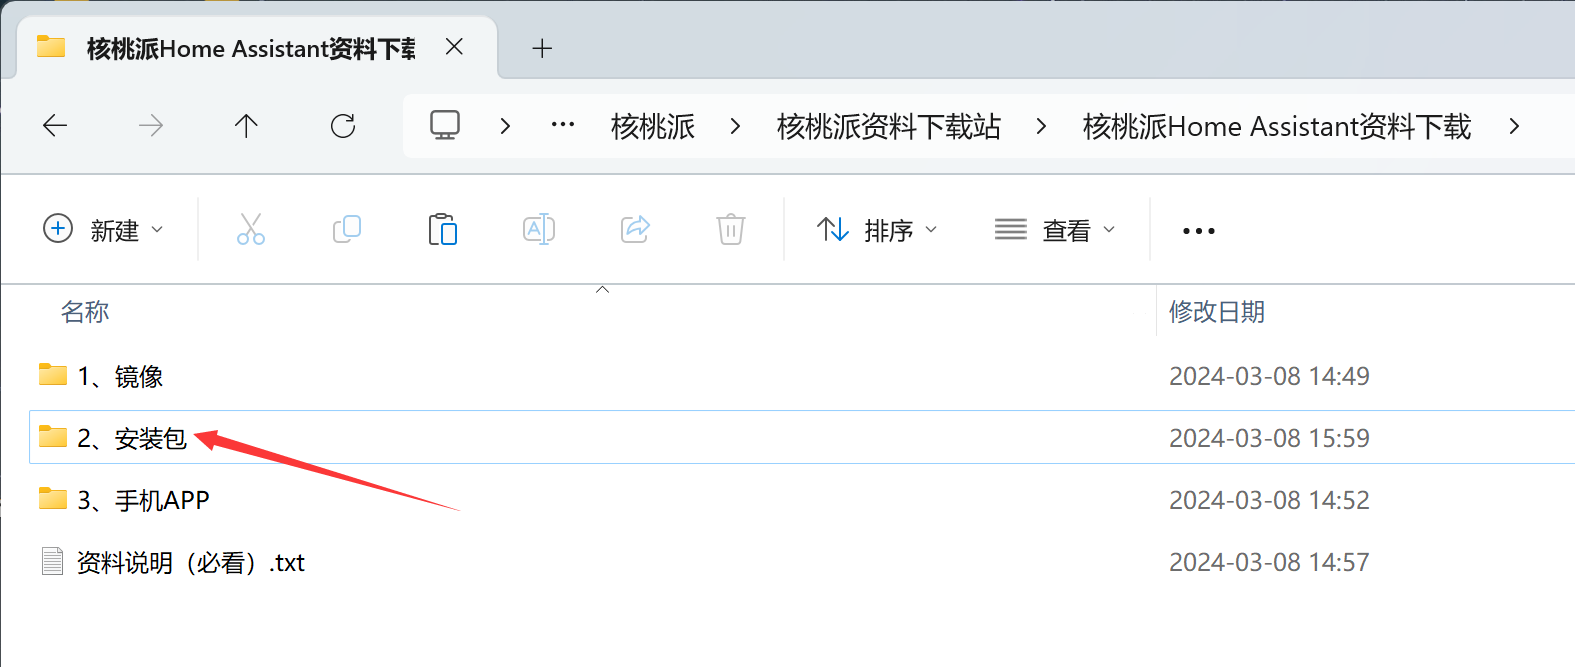 核桃派Home Assistant资料下载
… 核桃派 核桃派资料下载站 核桃派Home Assistant资料下载
新建 排序 查看
名称 修改日期
1、镜像 2024-03-08 14:49
2、安装包 2024-03-08 15:59
3、手机APP 2024-03-08 14:52
资料说明（必看）.txt 2024-03-08 14:57